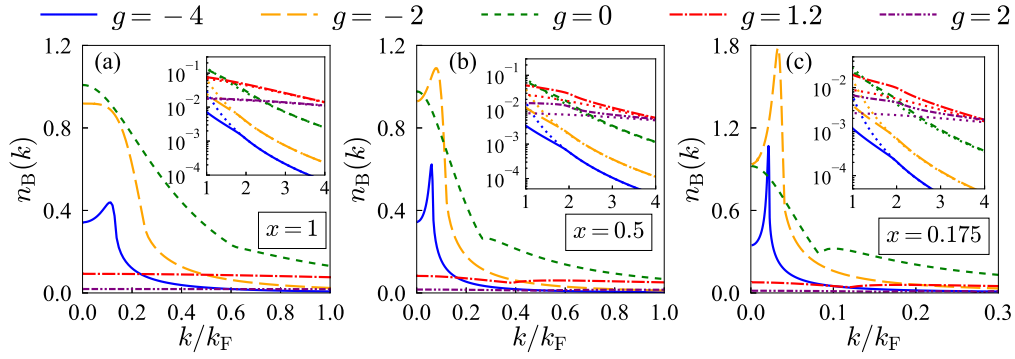 g = −4 g = −2 g = 0 g = 1.2 g = 2
n_B(k)
1.2
0.8
0.4
0.0
(a)
10⁻¹
10⁻²
10⁻⁴
1 2 3 4
x = 1
0.0 0.2 0.4 0.6 0.8 1.0
k/k_F
n_B(k)
1.2
0.8
0.4
0.0
(b)
10⁻¹
10⁻²
10⁻⁴
1 2 3 4
x = 0.5
0.0 0.2 0.4 0.6 0.8 1.0
k/k_F
n_B(k)
1.8
1.2
0.6
0.0
(c)
10⁻¹
10⁻²
10⁻⁴
1 2 3 4
x = 0.175
0.0 0.1 0.2 0.3
k/k_F